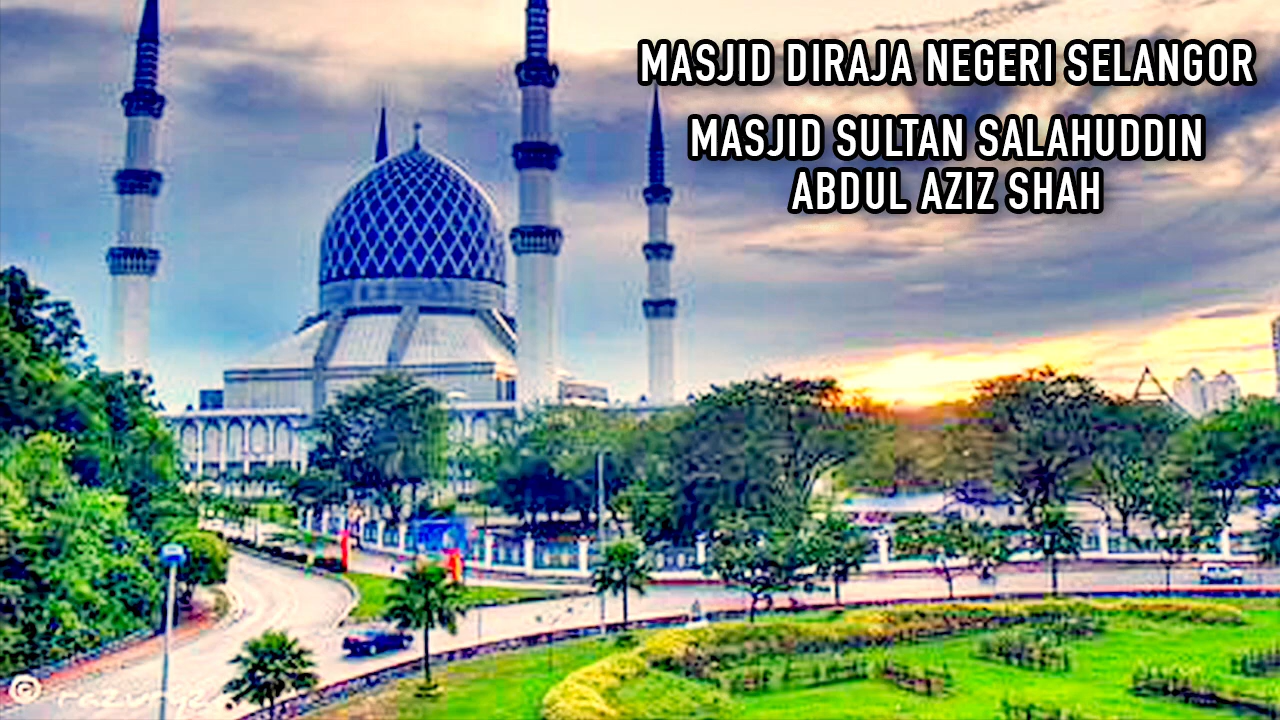 MASJID DIRAJA NEGERI SELANGOR
MASJID SULTAN SALAHUDDIN
ABDUL AZIZ SHAH
©